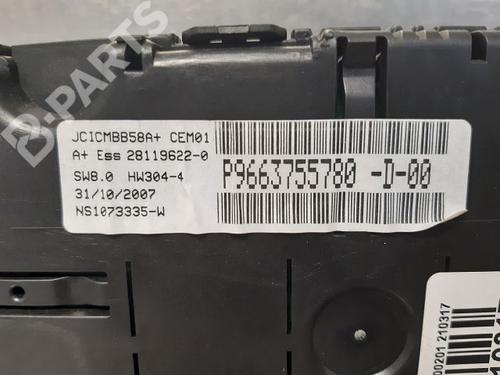 B-PARTS
JCICMBB58A+ CEM01
A+ Ess 28119622-0
SW8.0 HW304-4
31/10/2007
NS1073335-W
P9663755780 -D-00
00201 210317